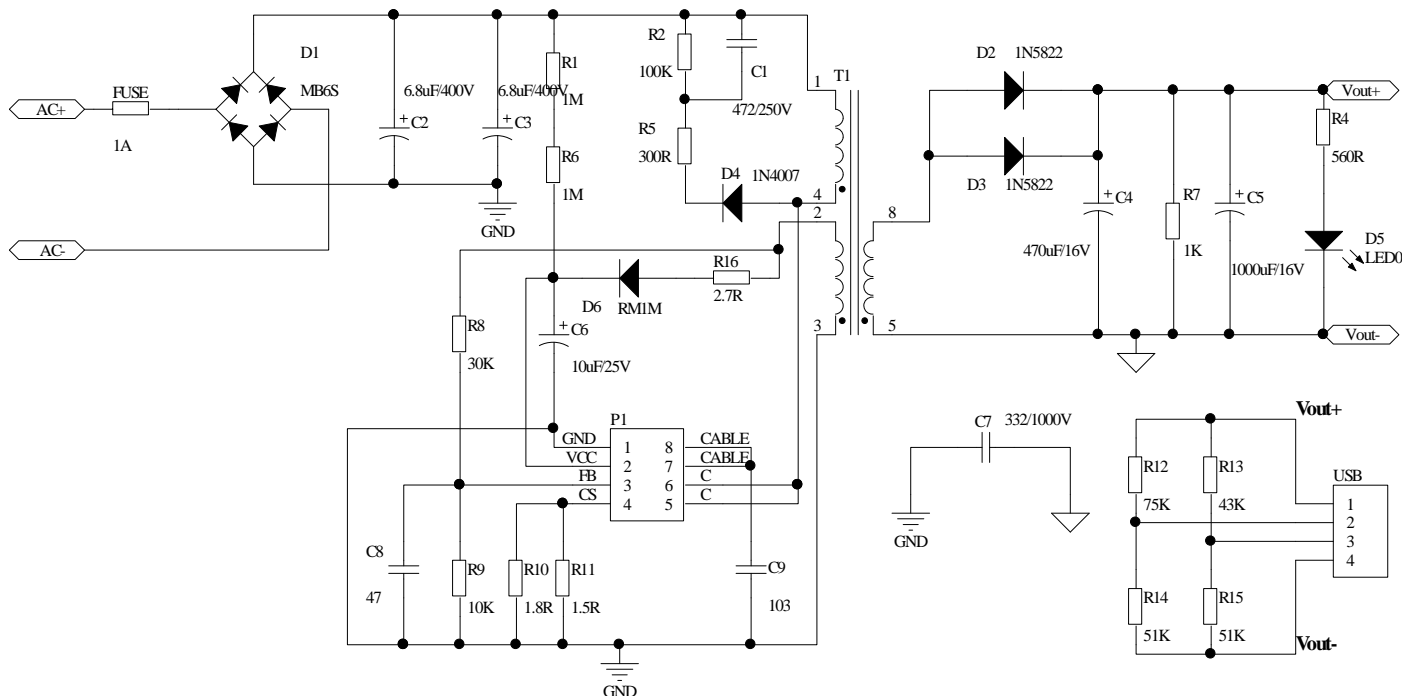 D1
MB6S
FUSE
AC+
1A
AC-
6.8uF/400V
+
C2
6.8uF/400V
+
C3
GND
R1
1M
R6
1M
R2
100K
C1
472/250V
R5
300R
D4
1N4007
T1
1
4
2
3
8
5
D2
1N5822
D3
1N5822
Vout+
R4
560R
+
C4
470uF/16V
R7
1K
+
C5
1000uF/16V
D5
LED0
Vout-
R16
2.7R
D6
RM1M
R8
30K
+
C6
10uF/25V
P1
GND
1
8
CABLE
VCC
2
7
CABLE
FB
3
6
C
CS
4
5
C
C8
47
R9
10K
R10
1.8R
R11
1.5R
C9
103
GND
C7
332/1000V
GND
Vout+
R12
75K
R13
43K
USB
1
2
3
4
R14
51K
R15
51K
Vout-